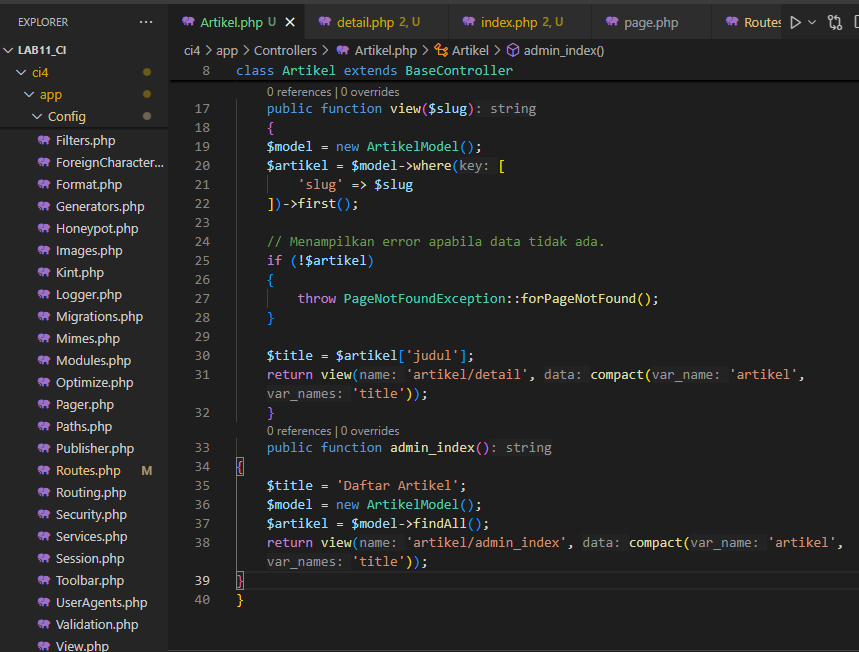 EXPLORER ···
LAB11_CI
ci4
app
Config
Filters.php
ForeignCharacter...
Format.php
Generators.php
Honeypot.php
Images.php
Kint.php
Logger.php
Migrations.php
Mimes.php
Modules.php
Optimize.php
Pager.php
Paths.php
Publisher.php
Routes.php M
Routing.php
Security.php
Services.php
Session.php
Toolbar.php
UserAgents.php
Validation.php
View.php
Artikel.php U detail.php 2, U index.php 2, U page.php Routes
ci4 > app > Controllers > Artikel.php > Artikel > admin_index()
8 class Artikel extends BaseController
0 references | 0 overrides
17 public function view($slug): string
18 {
19 $model = new ArtikelModel();
20 $artikel = $model->where(key: [
21 'slug' => $slug
22 ])->first();
23
24 // Menampilkan error apabila data tidak ada.
25 if (!$artikel)
26 {
27 throw PageNotFoundException::forPageNotFound();
28 }
29
30 $title = $artikel['judul'];
31 return view(name: 'artikel/detail', data: compact(var_name: 'artikel',
var_names: 'title'));
32 }
0 references | 0 overrides
33 public function admin_index(): string
34 {
35 $title = 'Daftar Artikel';
36 $model = new ArtikelModel();
37 $artikel = $model->findAll();
38 return view(name: 'artikel/admin_index', data: compact(var_name: 'artikel',
var_names: 'title'));
39 }
40 }